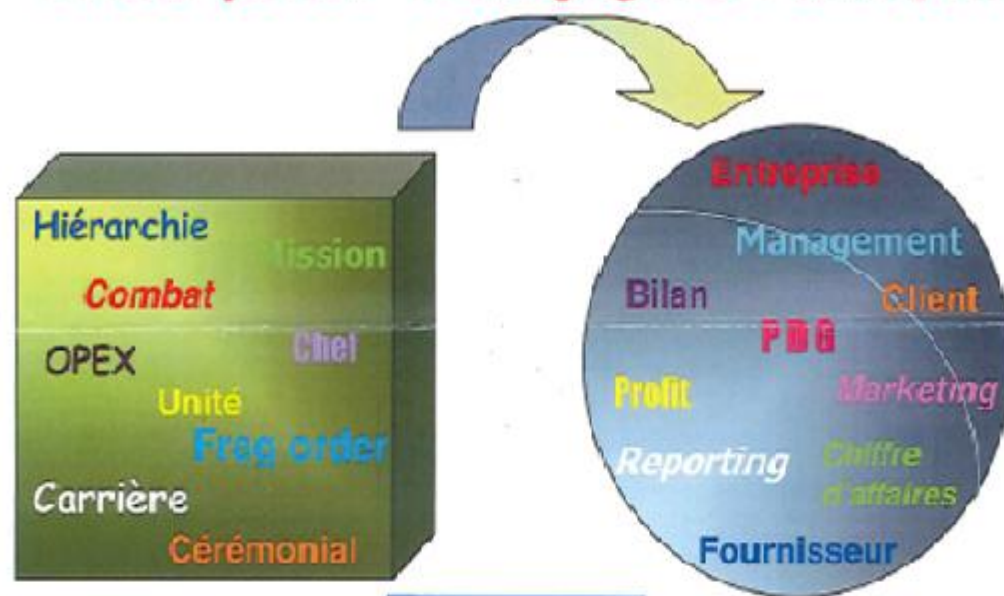 Hiérarchie
Mission
Combat
Chef
OPEX
Unité
Frag order
Carrière
Cérémonial
Entreprise
Management
Bilan
Client
PDG
Profit
Marketing
Reporting
Chiffre
d'affaires
Fournisseur